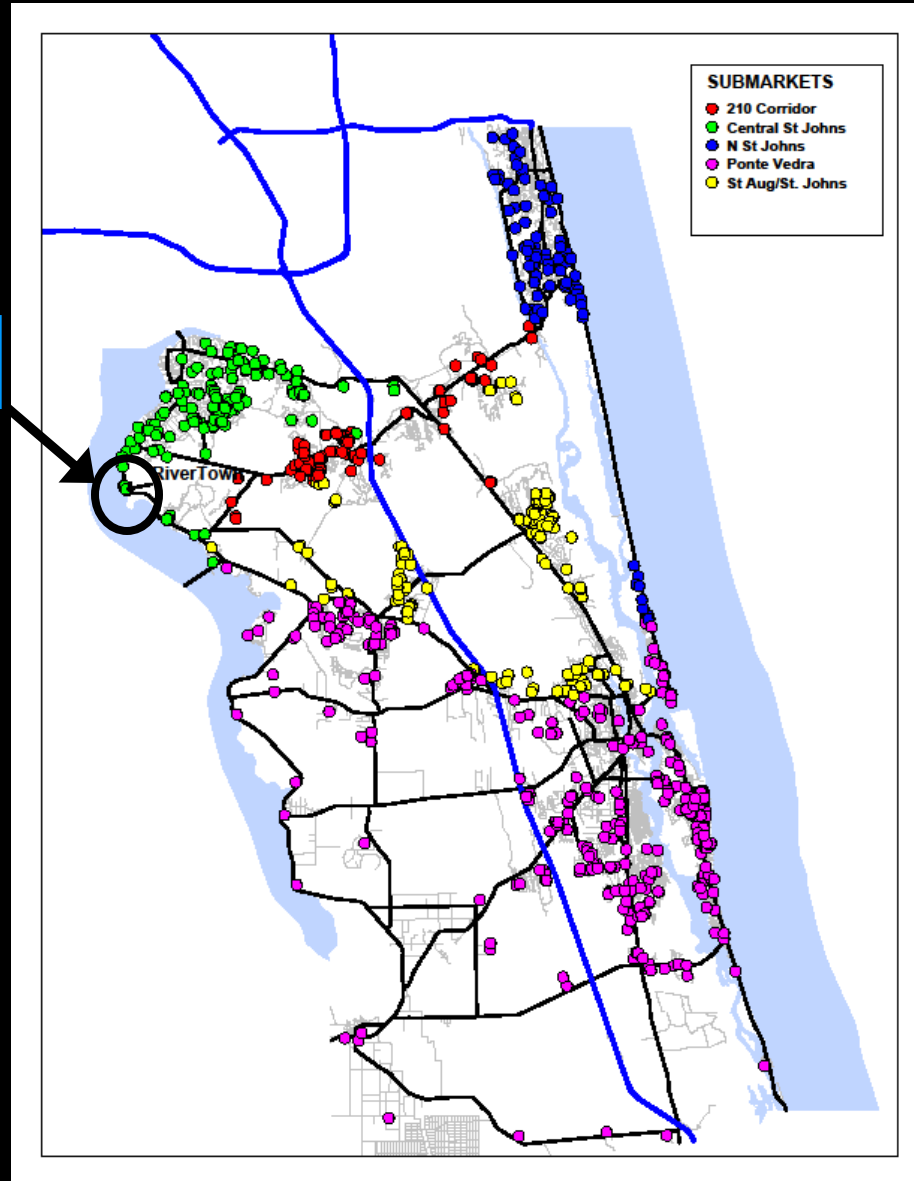 SUBMARKETS
210 Corridor
Central St Johns
N St Johns
Ponte Vedra
St Aug/St. Johns
RiverTown